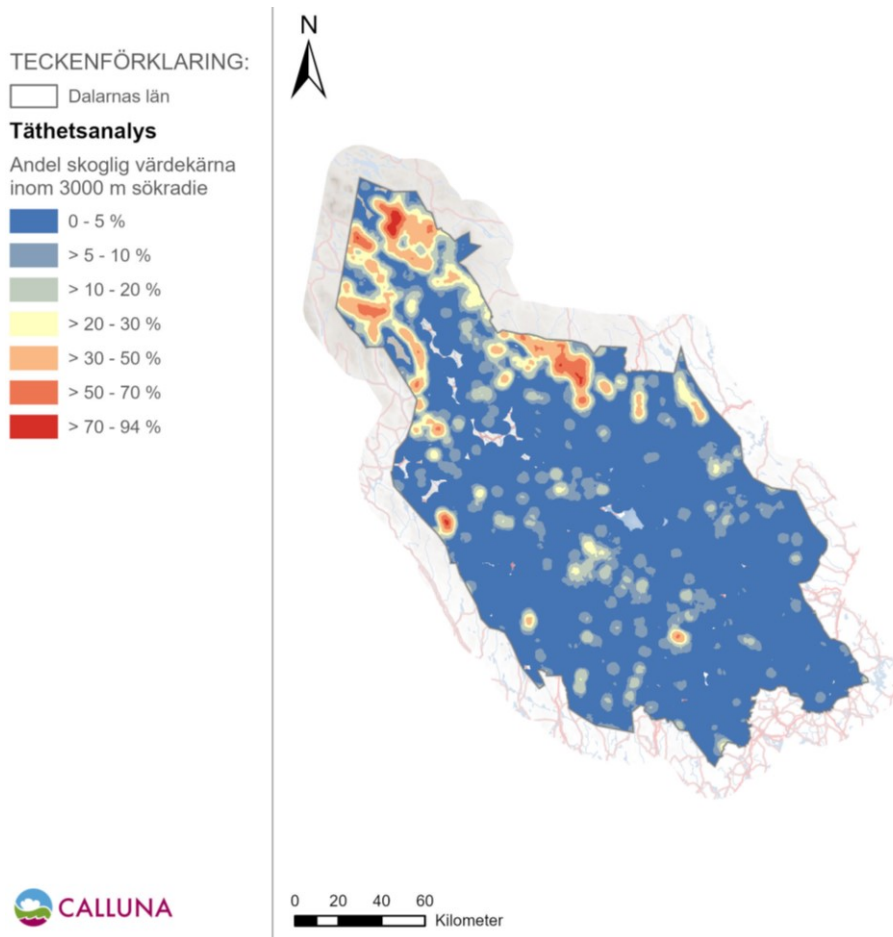 TECKENFÖRKLARING:
Dalarnas län
Täthetsanalys
Andel skoglig värdekärna
inom 3000 m sökradie
0 - 5 %
> 5 - 10 %
> 10 - 20 %
> 20 - 30 %
> 30 - 50 %
> 50 - 70 %
> 70 - 94 %
CALLUNA
N
0 20 40 60
Kilometer